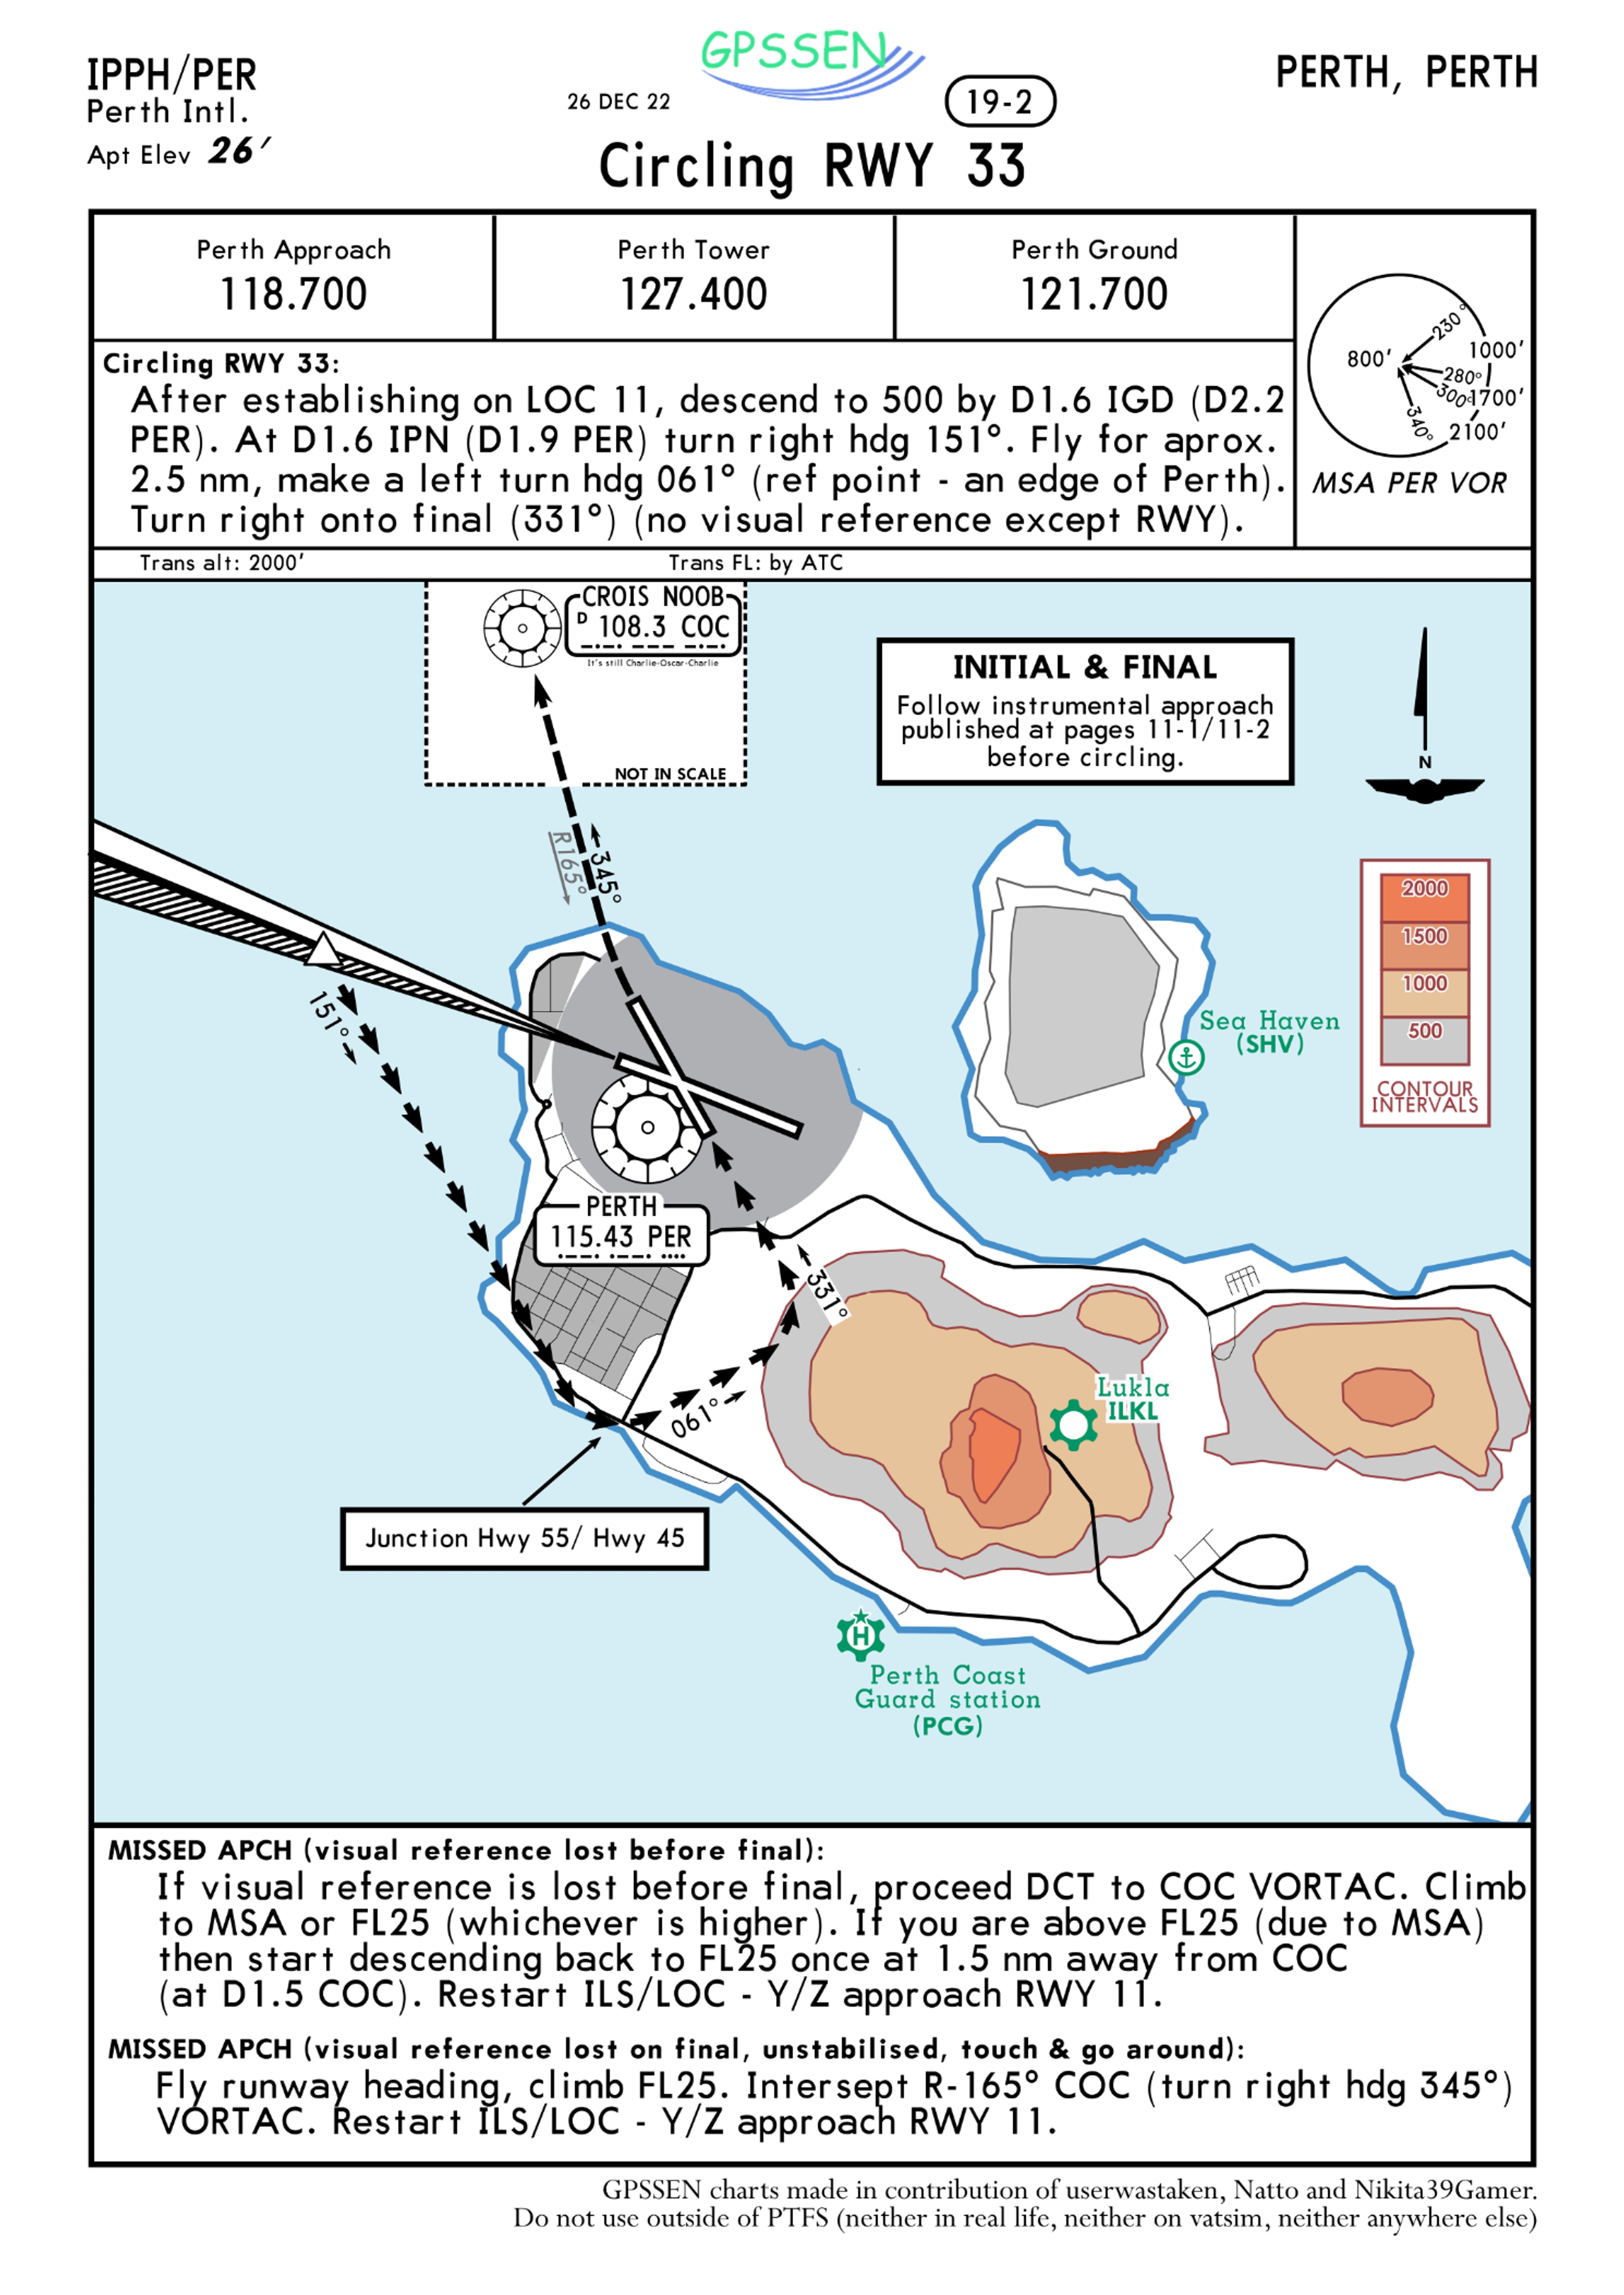 GPSSEN
IPPH/PER
Perth Intl.
Apt Elev 26'
26 DEC 22
19-2
PERTH, PERTH
Circling RWY 33
Perth Approach
118.700
Perth Tower
127.400
Perth Ground
121.700
Circling RWY 33:
After establishing on LOC 11, descend to 500 by D1.6 IGD (D2.2
PER). At D1.6 IPN (D1.9 PER) turn right hdg 151°. Fly for aprox.
2.5 nm, make a left turn hdg 061° (ref point - an edge of Perth).
Turn right onto final (331°) (no visual reference except RWY).
230°
800'
1000'
280°
300°
1700'
340°
2100'
MSA PER VOR
Trans alt: 2000'
Trans FL: by ATC
CROIS NOOB
D 108.3 COC
It's still Charlie-Oscar-Charlie
NOT IN SCALE
INITIAL & FINAL
Follow instrumental approach
published at pages 11-1/11-2
before circling.
N
R165°
345°
2000
1500
1000
500
CONTOUR
INTERVALS
151°
Sea Haven
(SHV)
PERTH
115.43 PER
331°
061°
Lukla
ILKL
Junction Hwy 55/ Hwy 45
H
Perth Coast
Guard station
(PCG)
MISSED APCH (visual reference lost before final):
If visual reference is lost before final, proceed DCT to COC VORTAC. Climb
to MSA or FL25 (whichever is higher). If you are above FL25 (due to MSA)
then start descending back to FL25 once at 1.5 nm away from COC
(at D1.5 COC). Restart ILS/LOC - Y/Z approach RWY 11.
MISSED APCH (visual reference lost on final, unstabilised, touch & go around):
Fly runway heading, climb FL25. Intersept R-165° COC (turn right hdg 345°)
VORTAC. Restart ILS/LOC - Y/Z approach RWY 11.
GPSSEN charts made in contribution of userwastaken, Natto and Nikita39Gamer.
Do not use outside of PTFS (neither in real life, neither on vatsim, neither anywhere else)